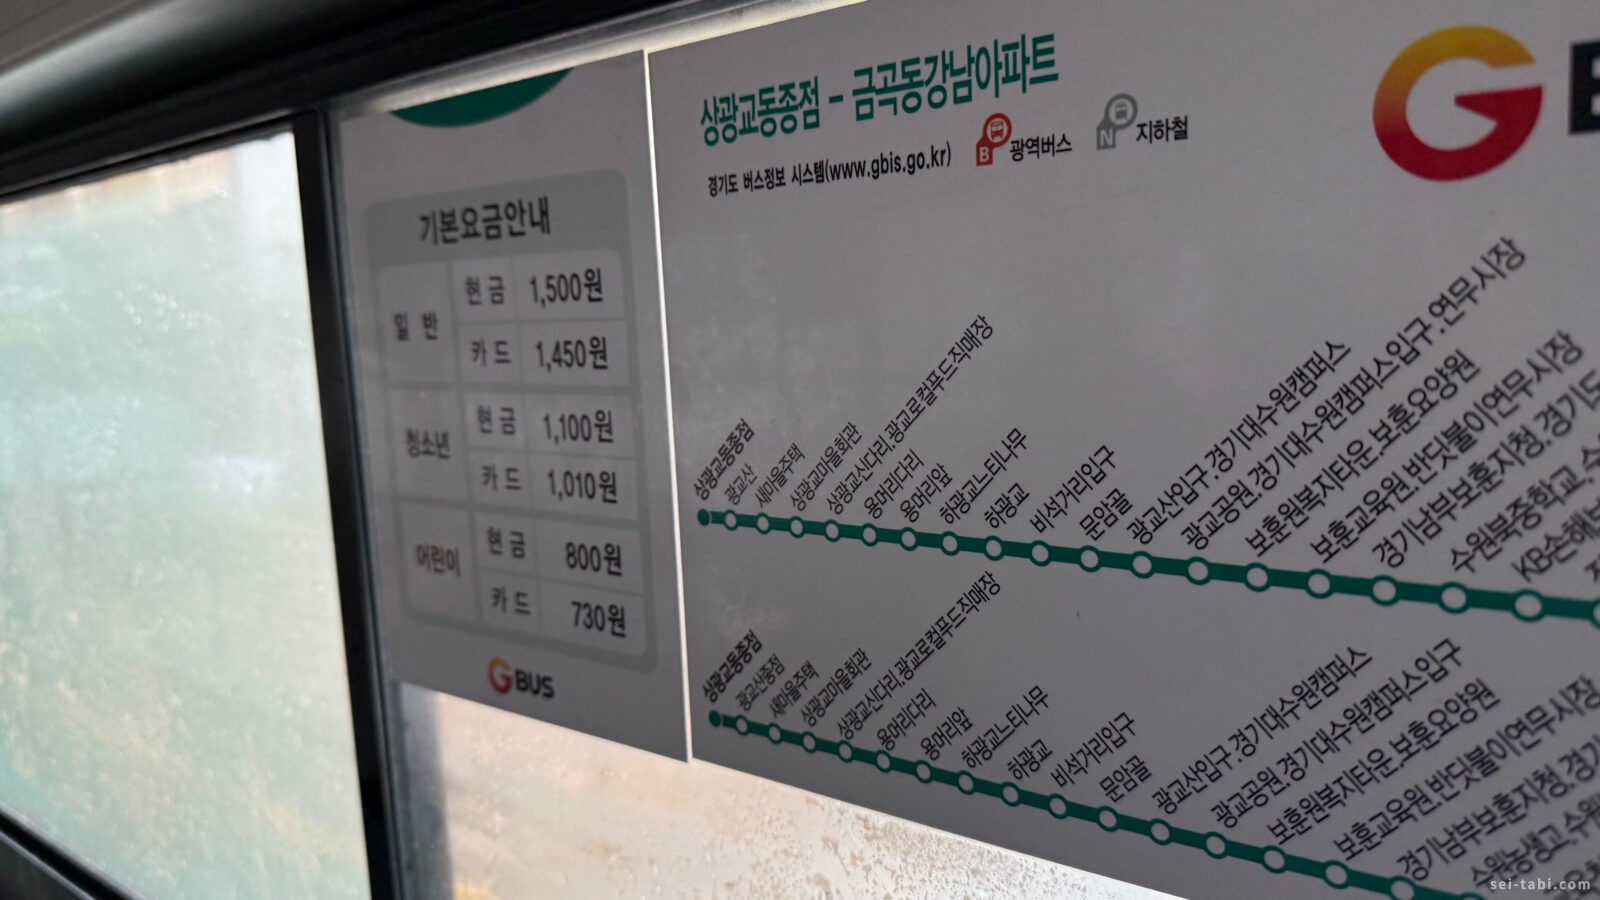 기본요금안내
일 반
현 금
1,500원
카 드
1,450원
청소년
현 금
1,100원
카 드
1,010원
어린이
현 금
800원
카 드
730원
G BUS
상광교동종점 - 금곡동강남아파트
경기도 버스정보 시스템(www.gbis.go.kr)
B 광역버스
N 지하철
G
상광교동종점
광교산
새마을주택
상광교마을회관
상광교신다리.광교로컬푸드직매장
용머리다리
용머리앞
하광교느티나무
하광교
비석거리입구
문암골
광교산입구.경기대수원캠퍼스
광교공원.경기대수원캠퍼스입구.연무시장
보훈원복지타운.보훈요양원
보훈교육원.반딧불이연무시장
경기남부보훈지청.경기도
수원북중학교.수
KB손해보
상광교동종점
광교산종점
새마을주택
상광교마을회관
상광교신다리.광교로컬푸드직매장
용머리다리
용머리앞
하광교느티나무
하광교
비석거리입구
문암골
광교산입구.경기대수원캠퍼스
광교공원.경기대수원캠퍼스입구
보훈원복지타운.보훈요양원
보훈교육원.반딧불이연무시장
경기남부보훈지청.경기
수원농생고.수원
sei-tabi.com